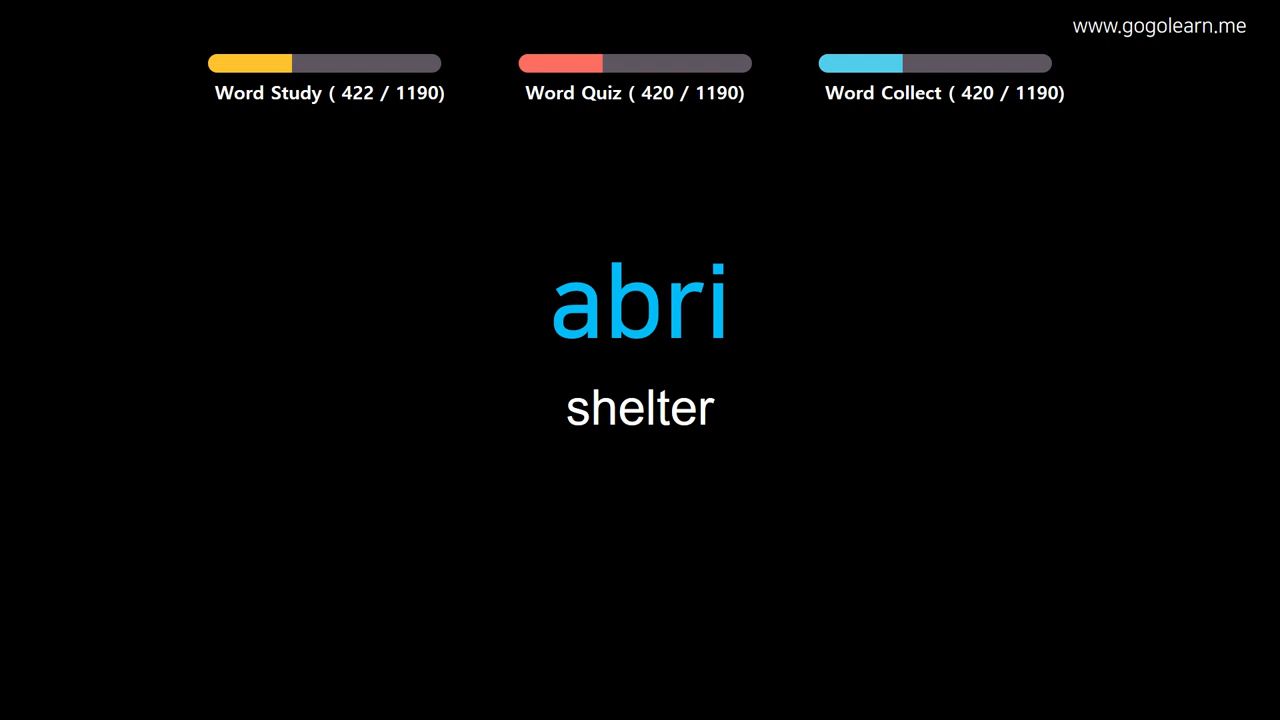 www.gogolearn.me
Word Study ( 422 / 1190)
Word Quiz ( 420 / 1190)
Word Collect ( 420 / 1190)
abri
shelter